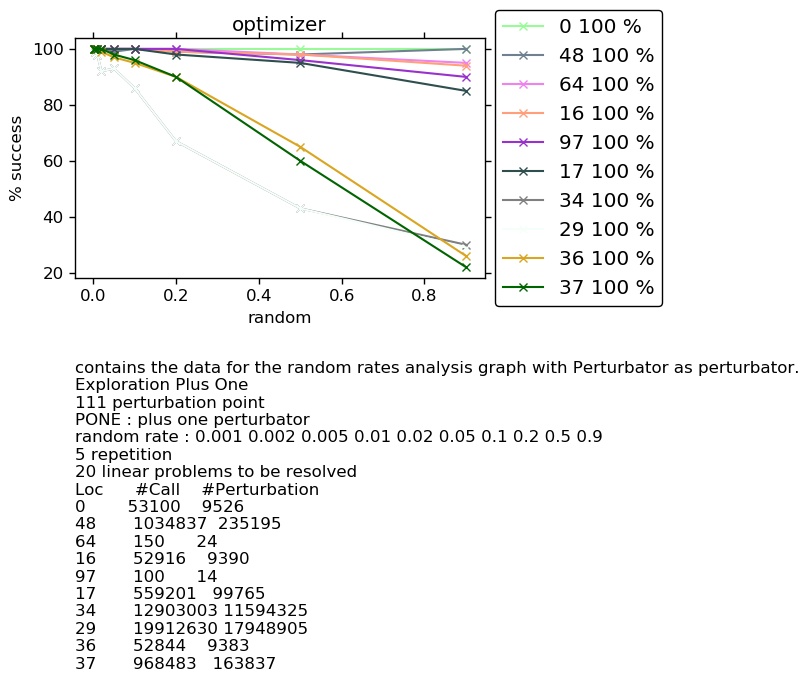 optimizer
100
80
60
40
20
% success
0.0 0.2 0.4 0.6 0.8
random
0 100 %
48 100 %
64 100 %
16 100 %
97 100 %
17 100 %
34 100 %
29 100 %
36 100 %
37 100 %
contains the data for the random rates analysis graph with Perturbator as perturbator.
Exploration Plus One
111 perturbation point
PONE : plus one perturbator
random rate : 0.001 0.002 0.005 0.01 0.02 0.05 0.1 0.2 0.5 0.9
5 repetition
20 linear problems to be resolved
Loc #Call #Perturbation
0 53100 9526
48 1034837 235195
64 150 24
16 52916 9390
97 100 14
17 559201 99765
34 12903003 11594325
29 19912630 17948905
36 52844 9383
37 968483 163837